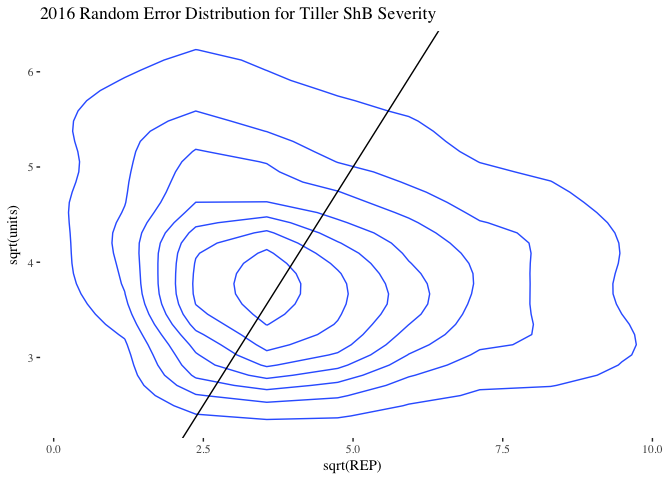 2016 Random Error Distribution for Tiller ShB Severity
6
5
4
3
sqrt(units)
0.0 2.5 5.0 7.5 10.0
sqrt(REP)